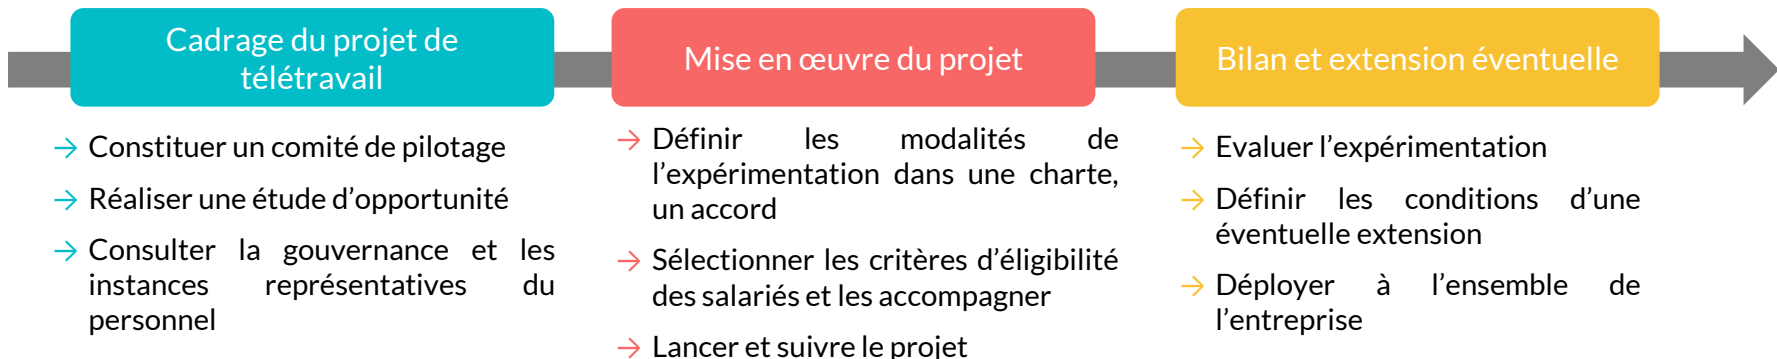 Cadrage du projet de
télétravail
→ Constituer un comité de pilotage
→ Réaliser une étude d’opportunité
→ Consulter la gouvernance et les
instances représentatives du
personnel
Mise en œuvre du projet
→ Définir les modalités de
l’expérimentation dans une charte,
un accord
→ Sélectionner les critères d’éligibilité
des salariés et les accompagner
→ Lancer et suivre le projet
Bilan et extension éventuelle
→ Evaluer l’expérimentation
→ Définir les conditions d’une
éventuelle extension
→ Déployer à l’ensemble de
l’entreprise